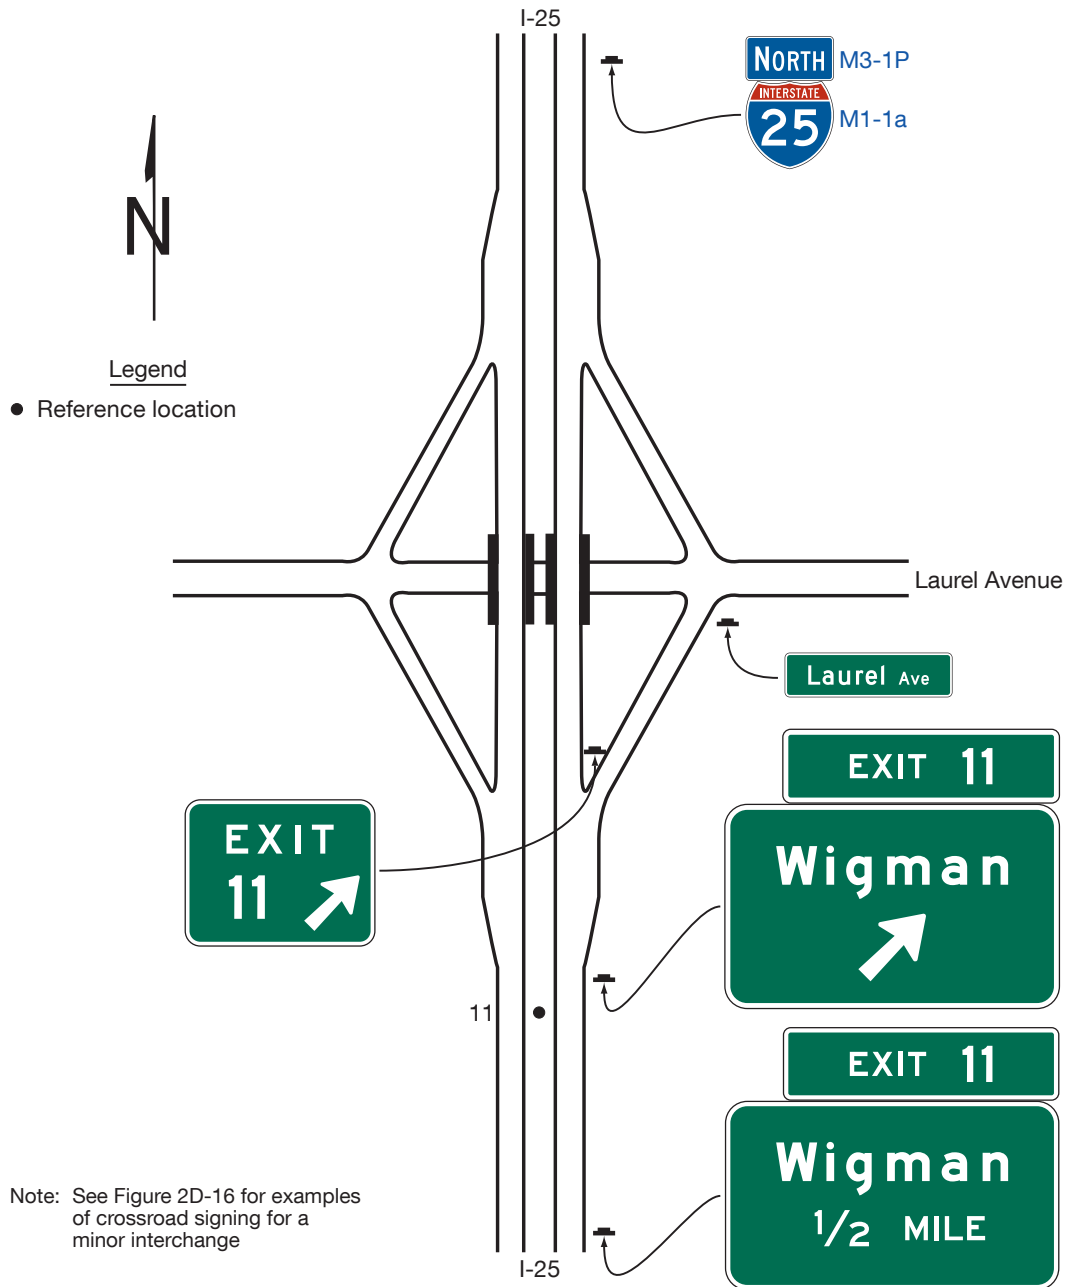 I-25
NORTH M3-1P
INTERSTATE
25 M1-1a
N
Legend
● Reference location
Laurel Avenue
Laurel Ave
EXIT 11
Wigman
EXIT
11
11
EXIT 11
Wigman
1/2 MILE
Note: See Figure 2D-16 for examples
of crossroad signing for a
minor interchange
I-25